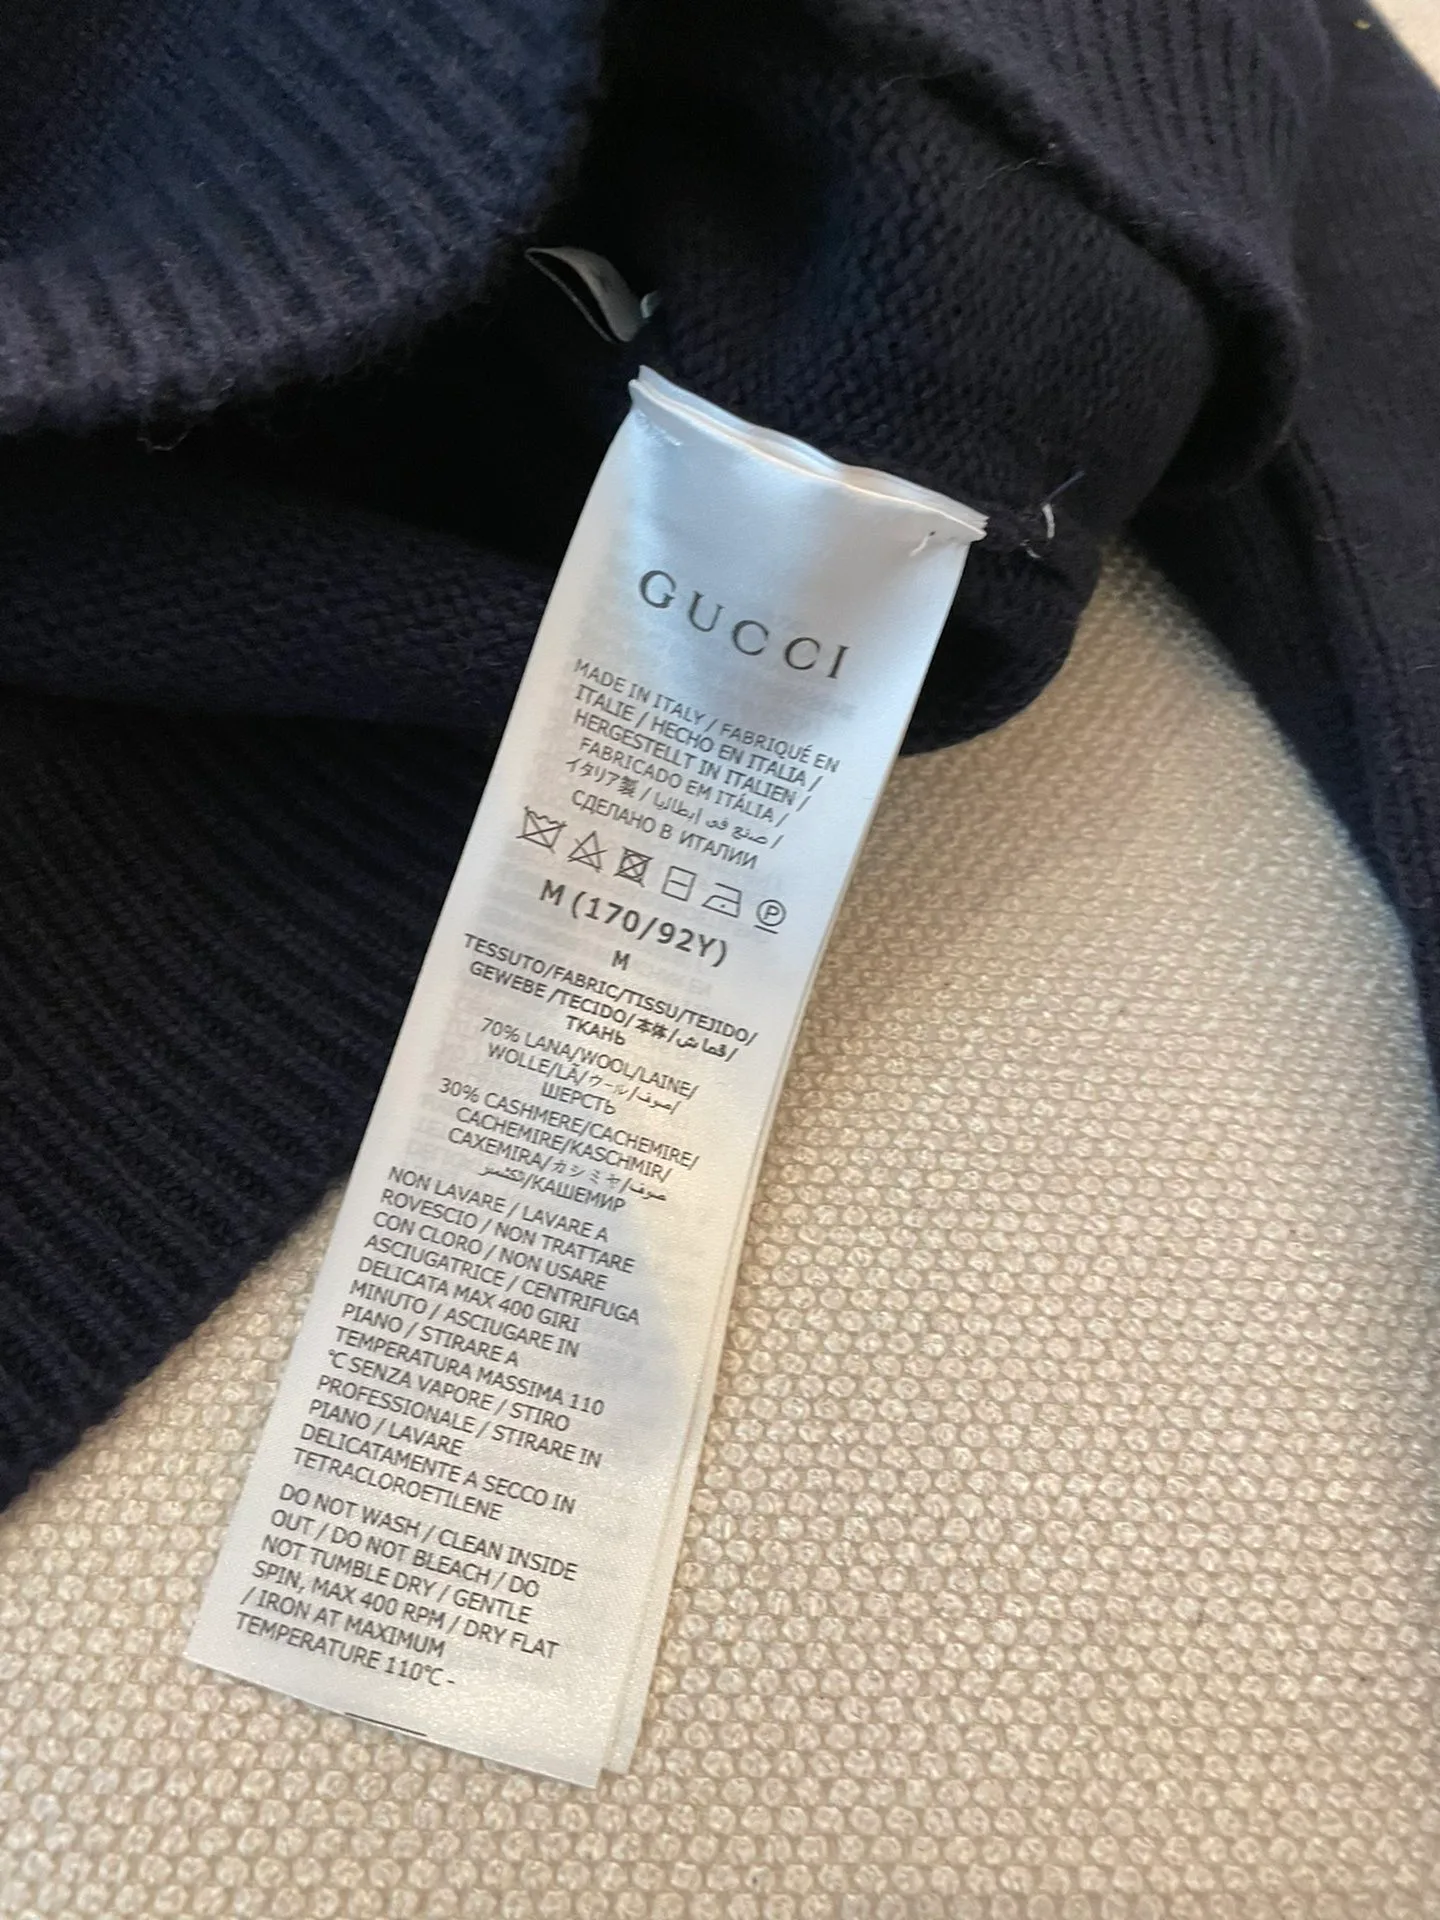 GUCCI
MADE IN ITALY / FABRIQUÉ EN
ITALIE / HECHO EN ITALIA /
HERGESTELLT IN ITALIEN /
FABRICADO EM ITÁLIA /
イタリア製 / صنع في إيطاليا /
СДЕЛАНО В ИТАЛИИ
P
M (170/92Y)
M
TESSUTO/FABRIC/TISSU/TEJIDO/
GEWEBE /TECIDO/本体/قماش/
ТКАНЬ
70% LANA/WOOL/LAINE/
WOLLE/LÃ/ウール/صوف/
ШЕРСТЬ
30% CASHMERE/CACHEMIRE/
CACHEMIRE/KASCHMIR/
CAXEMIRA/カシミヤ/صوف
الكشمير/КАШЕМИР
NON LAVARE / LAVARE A
ROVESCIO / NON TRATTARE
CON CLORO / NON USARE
ASCIUGATRICE / CENTRIFUGA
DELICATA MAX 400 GIRI
MINUTO / ASCIUGARE IN
PIANO / STIRARE A
TEMPERATURA MASSIMA 110
℃ SENZA VAPORE / STIRO
PROFESSIONALE / STIRARE IN
PIANO / LAVARE
DELICATAMENTE A SECCO IN
TETRACLOROETILENE
DO NOT WASH / CLEAN INSIDE
OUT / DO NOT BLEACH / DO
NOT TUMBLE DRY / GENTLE
SPIN, MAX 400 RPM / DRY FLAT
/ IRON AT MAXIMUM
TEMPERATURE 110℃ -